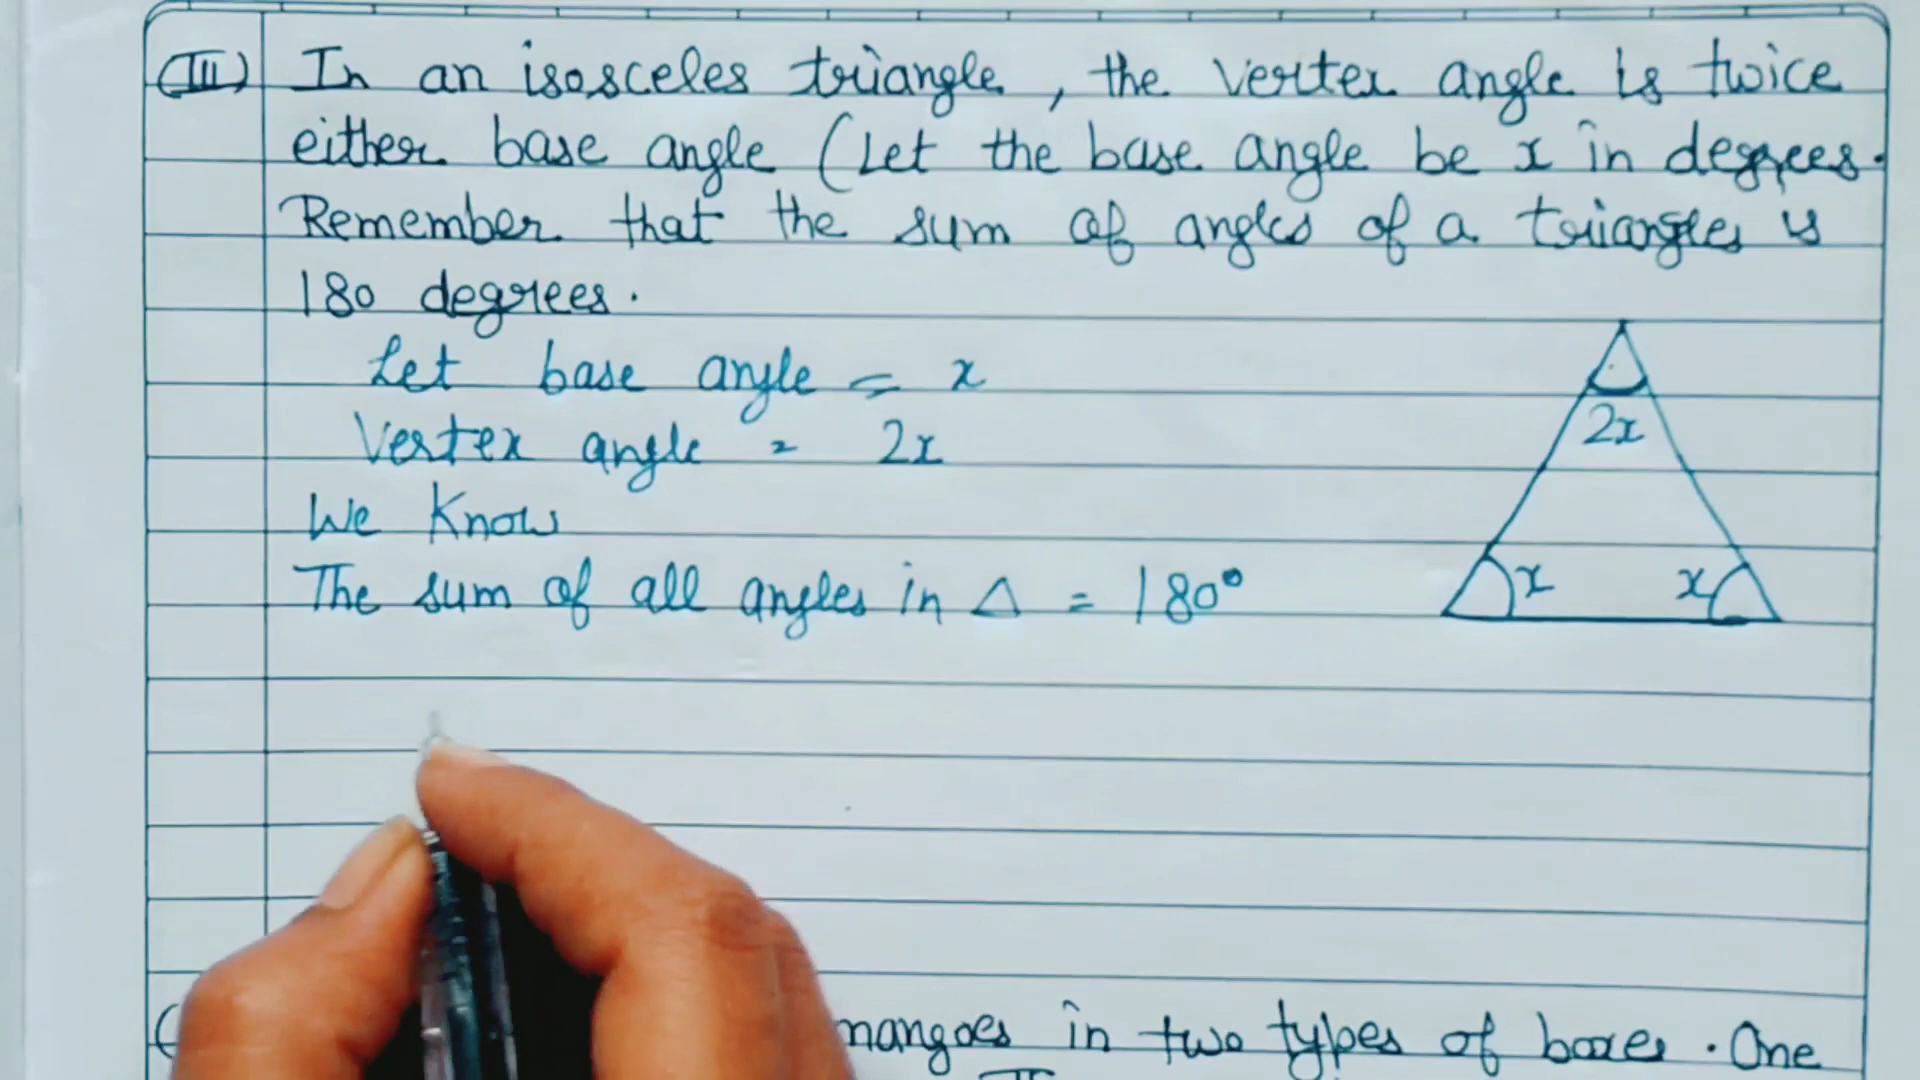 (III) In an isosceles triangle, the vertex angle is twice
either base angle (Let the base angle be x in degrees.
Remember that the sum of angles of a triangles is
180 degrees.
Let base angle = x
Vertex angle = 2x
We Know
The sum of all angles in Δ = 180°
2x
x x
mangoes in two types of boxes. One